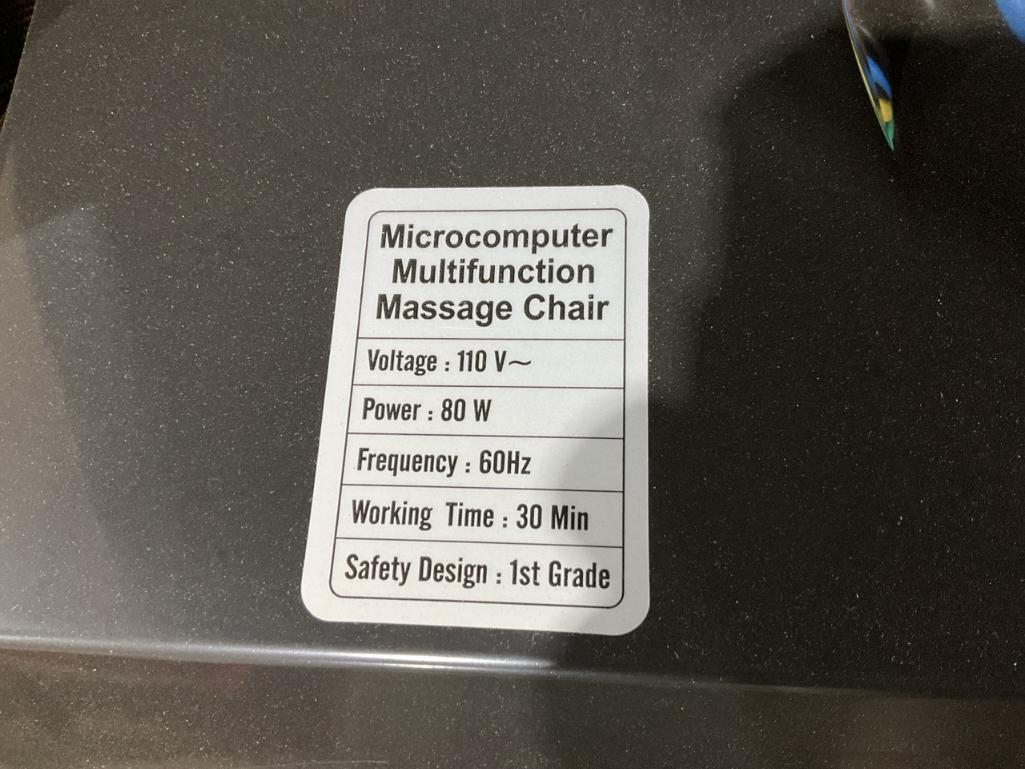 Microcomputer
Multifunction
Massage Chair
Voltage : 110 V~
Power : 80 W
Frequency : 60Hz
Working Time : 30 Min
Safety Design : 1st Grade